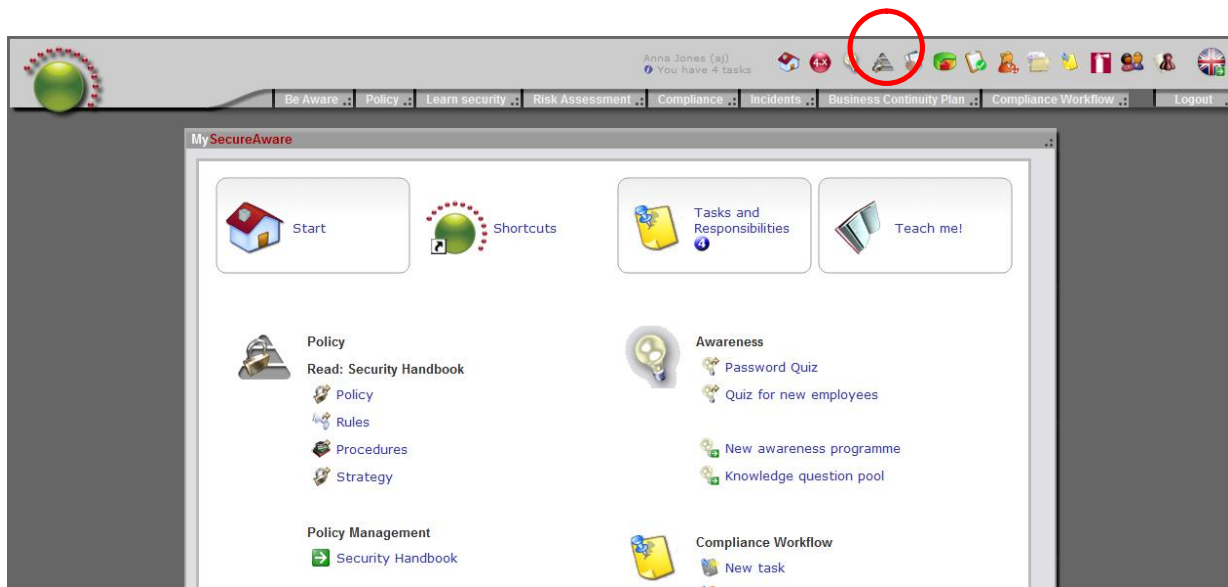 Anna Jones (aj)
You have 4 tasks
4.x
Be Aware .: Policy .: Learn security .: Risk Assessment .: Compliance .: Incidents .: Business Continuity Plan .: Compliance Workflow .: Logout
MySecureAware
Start
Shortcuts
Tasks and
Responsibilities
4
Teach me!
Policy
Read: Security Handbook
Policy
Rules
Procedures
Strategy
Policy Management
Security Handbook
Awareness
Password Quiz
Quiz for new employees
New awareness programme
Knowledge question pool
Compliance Workflow
New task